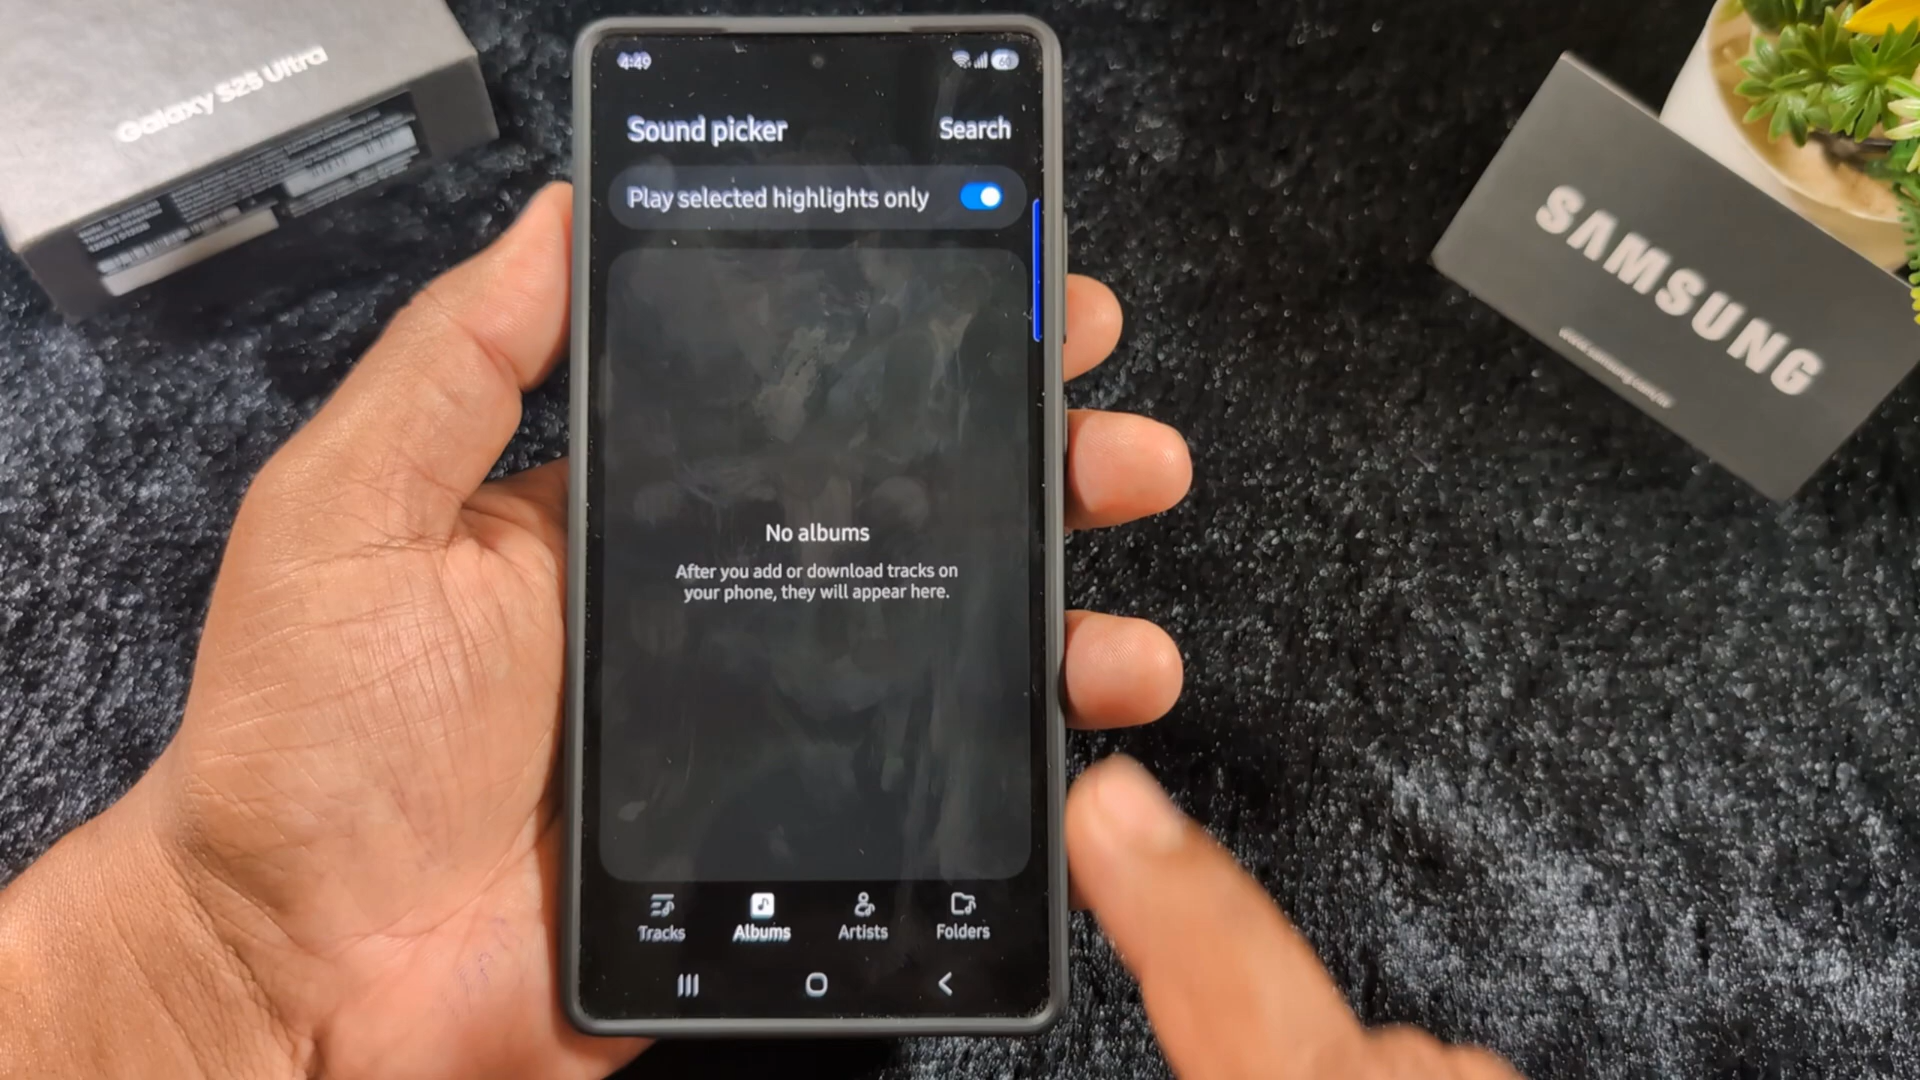 Galaxy S25 Ultra
4:49
60
Sound picker
Search
Play selected highlights only
No albums
After you add or download tracks on
your phone, they will appear here.
Tracks
Albums
Artists
Folders
SAMSUNG